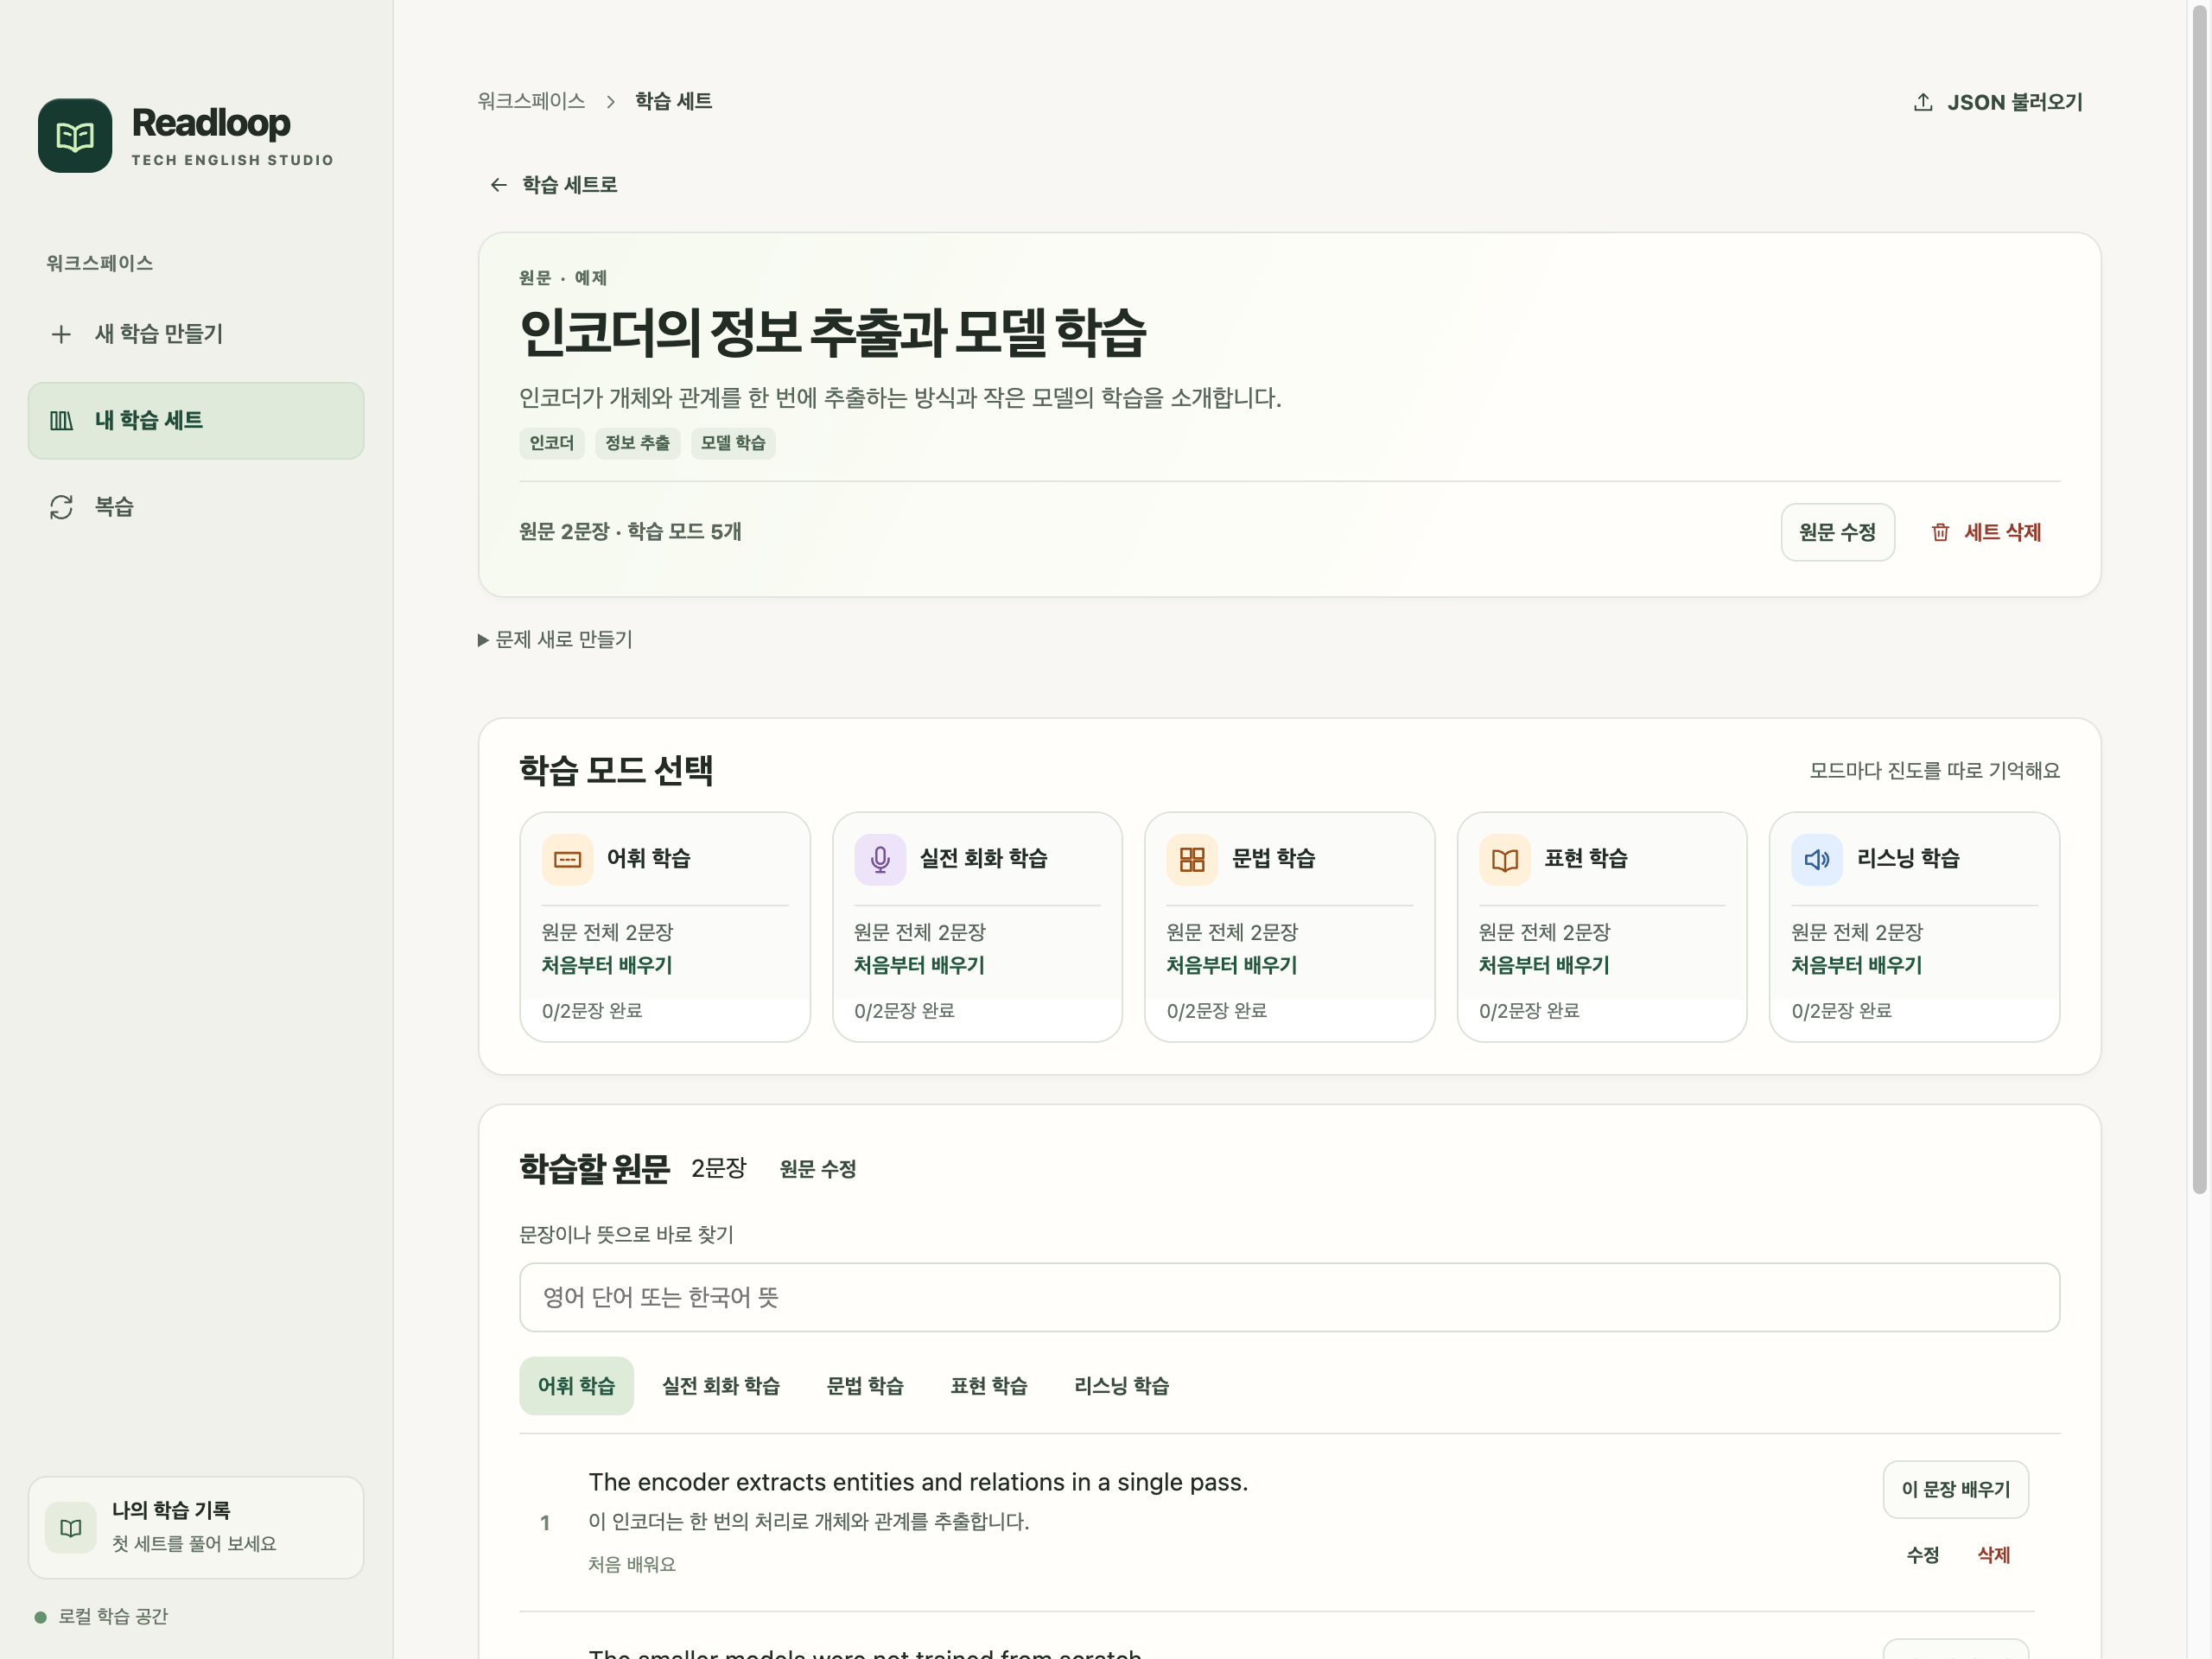 Readloop
TECH ENGLISH STUDIO
워크스페이스
새 학습 만들기
내 학습 세트
복습
나의 학습 기록
첫 세트를 풀어 보세요
로컬 학습 공간
워크스페이스 > 학습 세트
JSON 불러오기
← 학습 세트로
원문 · 예제
인코더의 정보 추출과 모델 학습
인코더가 개체와 관계를 한 번에 추출하는 방식과 작은 모델의 학습을 소개합니다.
인코더 정보 추출 모델 학습
원문 2문장 · 학습 모드 5개
원문 수정 세트 삭제
▶ 문제 새로 만들기
학습 모드 선택
모드마다 진도를 따로 기억해요
어휘 학습
원문 전체 2문장
처음부터 배우기
0/2문장 완료
실전 회화 학습
원문 전체 2문장
처음부터 배우기
0/2문장 완료
문법 학습
원문 전체 2문장
처음부터 배우기
0/2문장 완료
표현 학습
원문 전체 2문장
처음부터 배우기
0/2문장 완료
리스닝 학습
원문 전체 2문장
처음부터 배우기
0/2문장 완료
학습할 원문 2문장 원문 수정
문장이나 뜻으로 바로 찾기
영어 단어 또는 한국어 뜻
어휘 학습 실전 회화 학습 문법 학습 표현 학습 리스닝 학습
1
The encoder extracts entities and relations in a single pass.
이 인코더는 한 번의 처리로 개체와 관계를 추출합니다.
처음 배워요
이 문장 배우기
수정 삭제
The smaller models were not trained from scratch